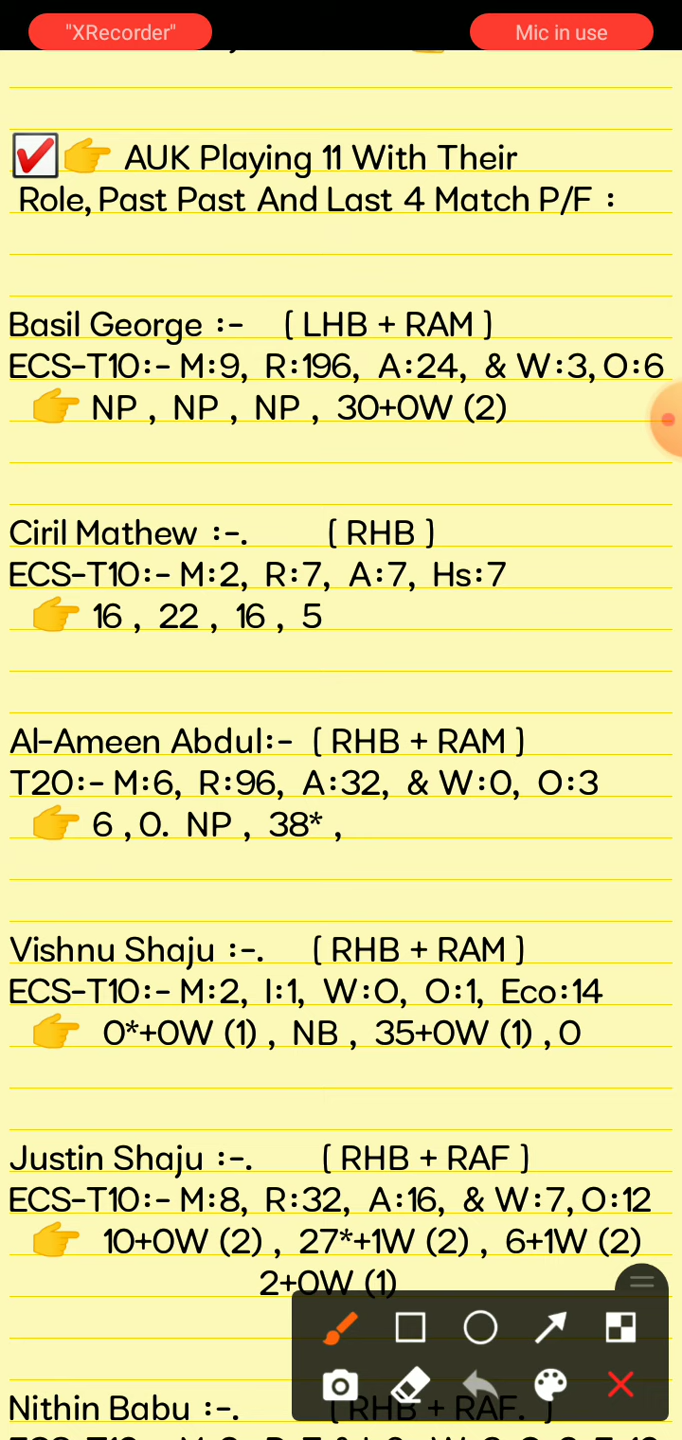 "XRecorder"
Mic in use
AUK Playing 11 With Their
Role, Past Past And Last 4 Match P/F :
Basil George :- ( LHB + RAM )
ECS-T10:- M:9, R:196, A:24, & W:3, O:6
NP , NP , NP , 30+0W (2)
Ciril Mathew :-. ( RHB )
ECS-T10:- M:2, R:7, A:7, Hs:7
16 , 22 , 16 , 5
Al-Ameen Abdul:- ( RHB + RAM )
T20:- M:6, R:96, A:32, & W:0, O:3
6 , 0. NP , 38* ,
Vishnu Shaju :-. ( RHB + RAM )
ECS-T10:- M:2, I:1, W:0, O:1, Eco:14
0*+0W (1) , NB , 35+0W (1) , 0
Justin Shaju :-. ( RHB + RAF )
ECS-T10:- M:8, R:32, A:16, & W:7, O:12
10+0W (2) , 27*+1W (2) , 6+1W (2)
2+0W (1)
Nithin Babu :-. ( RHB + RAF. )